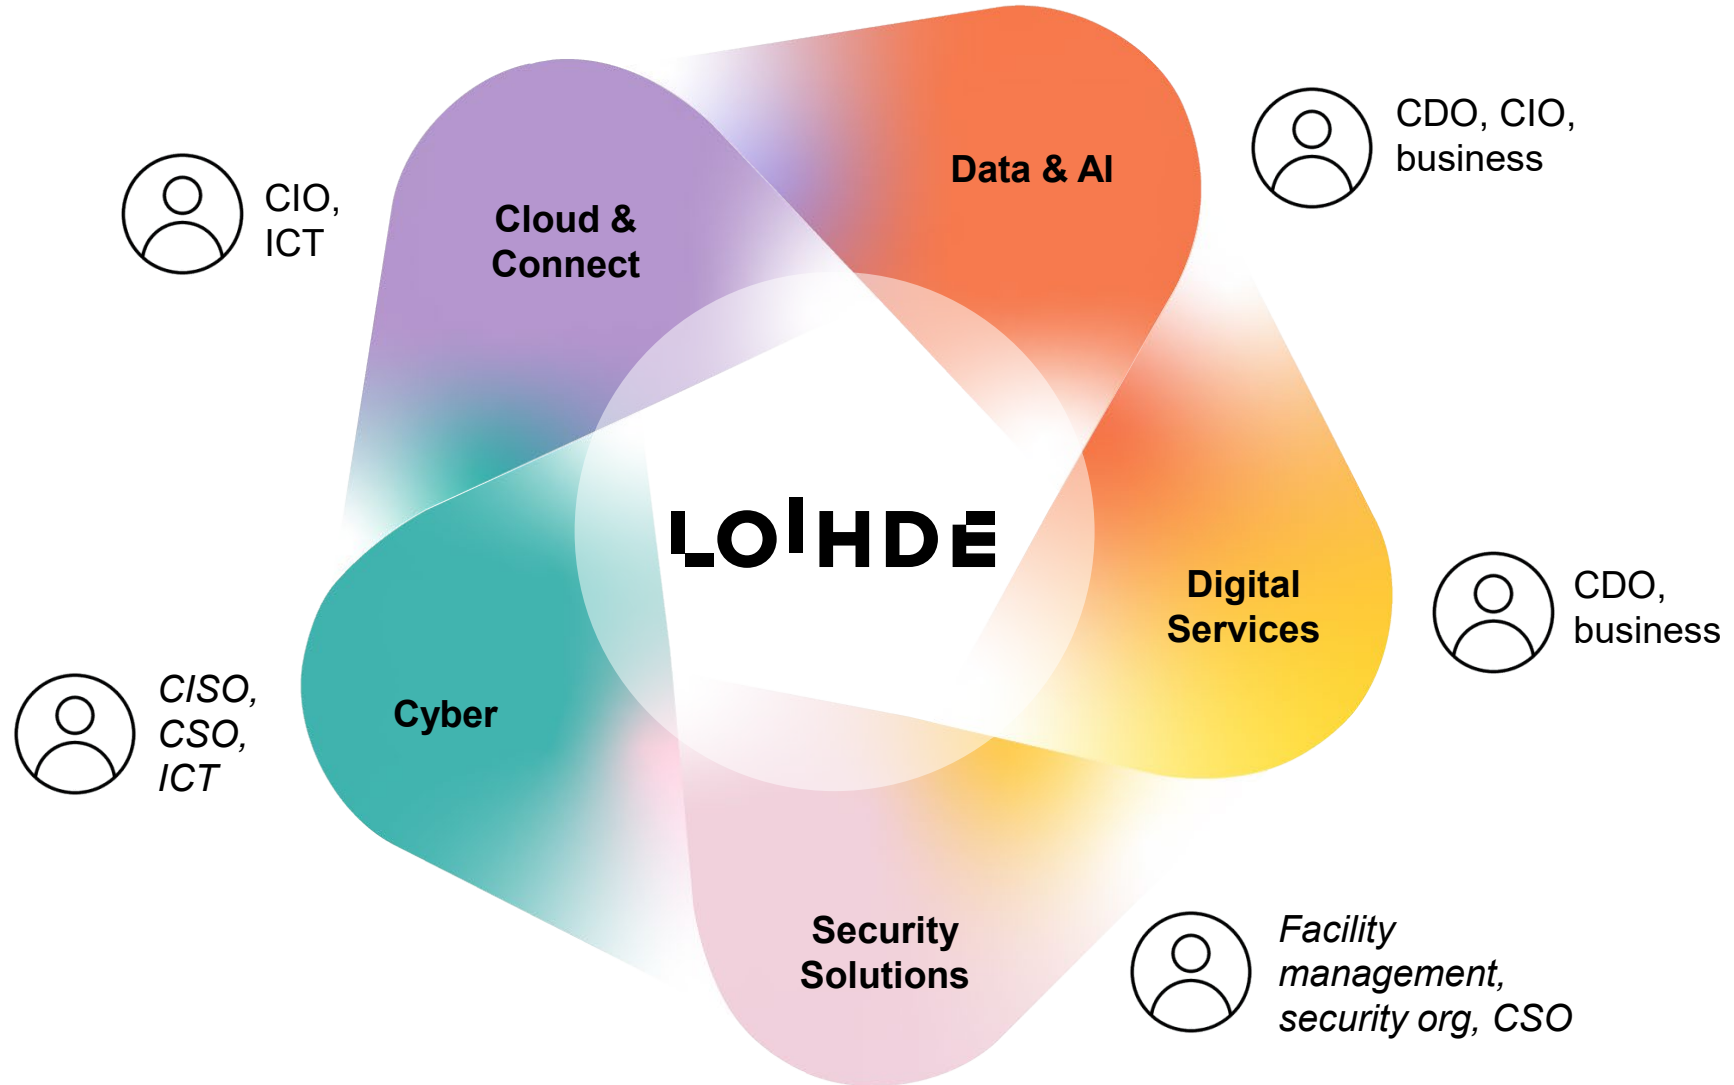 CDO, CIO,
business
Data & AI
CIO,
ICT
Cloud &
Connect
LOIHDE
Digital
Services
CDO,
business
CISO,
CSO,
ICT
Cyber
Security
Solutions
Facility
management,
security org, CSO